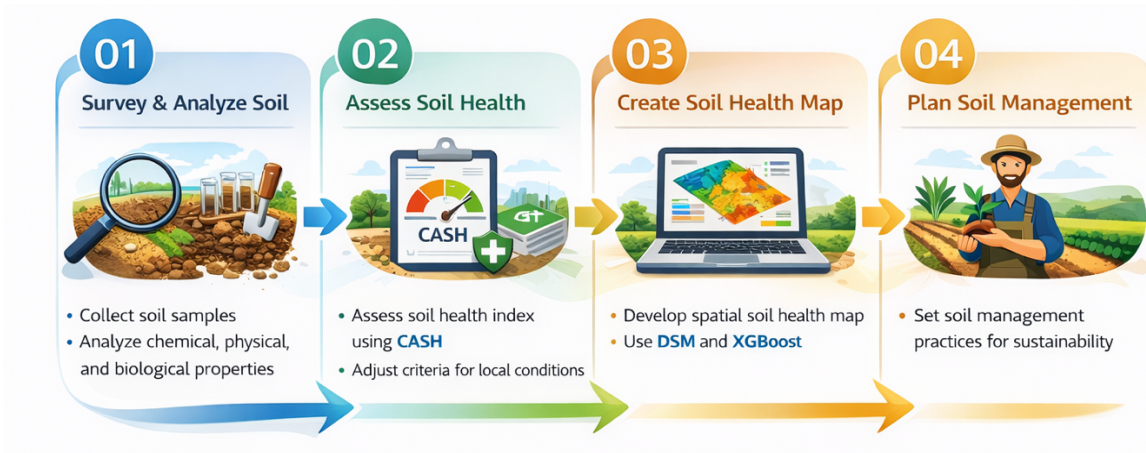 01
Survey & Analyze Soil
• Collect soil samples
• Analyze chemical, physical,
and biological properties
02
Assess Soil Health
CASH
• Assess soil health index
using CASH
• Adjust criteria for local conditions
03
Create Soil Health Map
• Develop spatial soil health map
• Use DSM and XGBoost
04
Plan Soil Management
• Set soil management
practices for sustainability